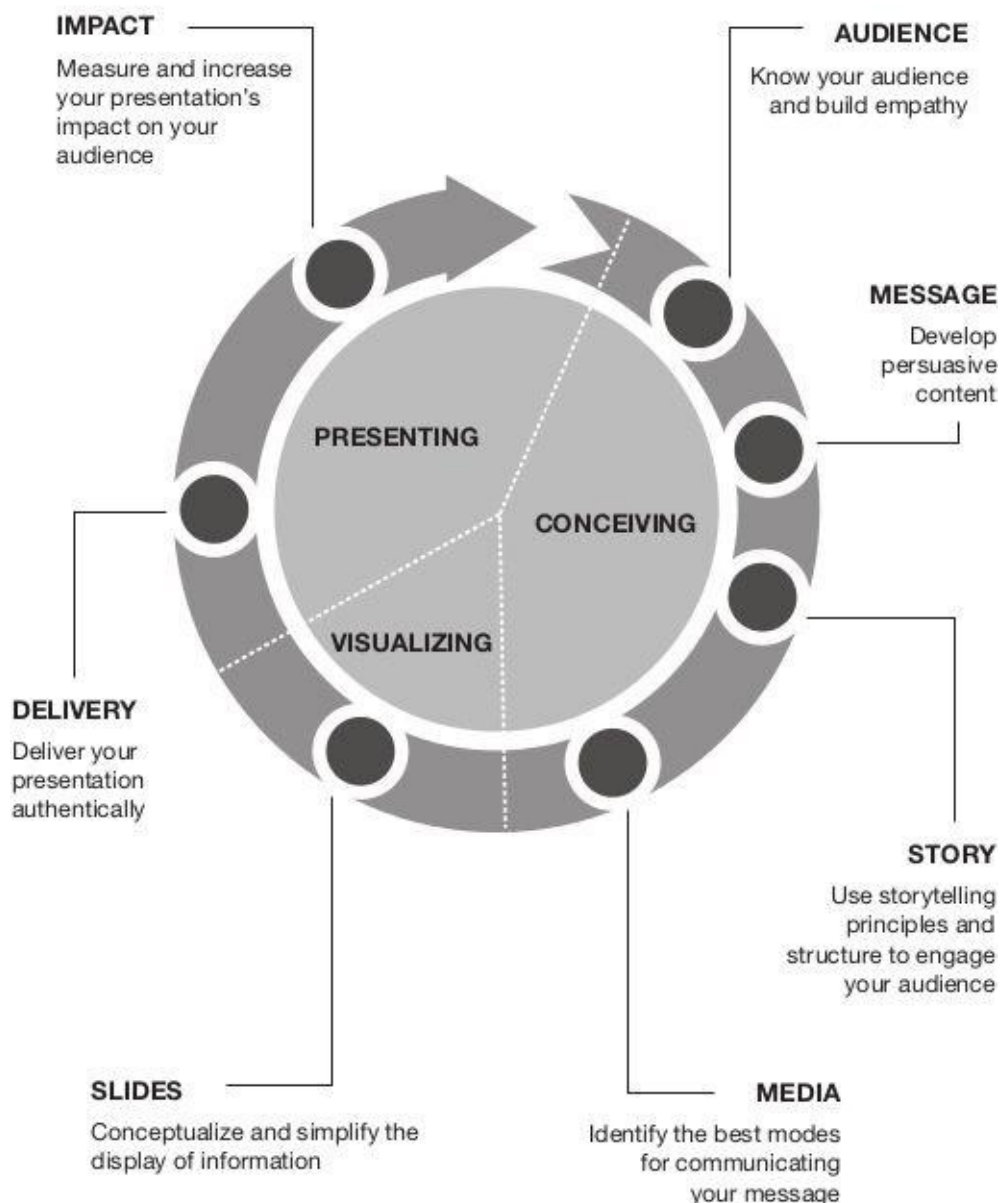 IMPACT
Measure and increase
your presentation's
impact on your
audience
AUDIENCE
Know your audience
and build empathy
MESSAGE
Develop
persuasive
content
PRESENTING
CONCEIVING
VISUALIZING
DELIVERY
Deliver your
presentation
authentically
STORY
Use storytelling
principles and
structure to engage
your audience
SLIDES
Conceptualize and simplify the
display of information
MEDIA
Identify the best modes
for communicating
your message